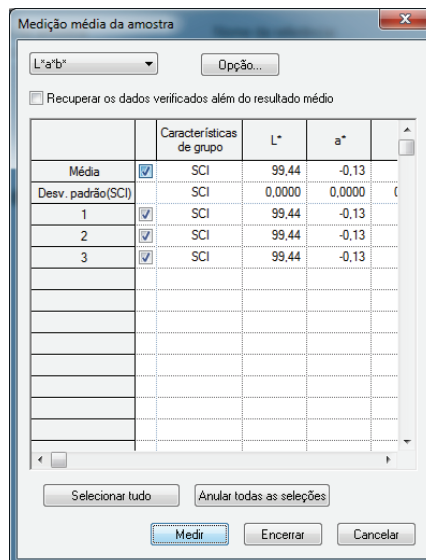 Medição média da amostra
L*a*b*
Opção...
Recuperar os dados verificados além do resultado médio
Características de grupo L* a*
Média SCI 99,44 -0,13
Desv. padrão(SCI) SCI 0,0000 0,0000 0
1 SCI 99,44 -0,13
2 SCI 99,44 -0,13
3 SCI 99,44 -0,13
Selecionar tudo Anular todas as seleções
Medir Encerrar Cancelar